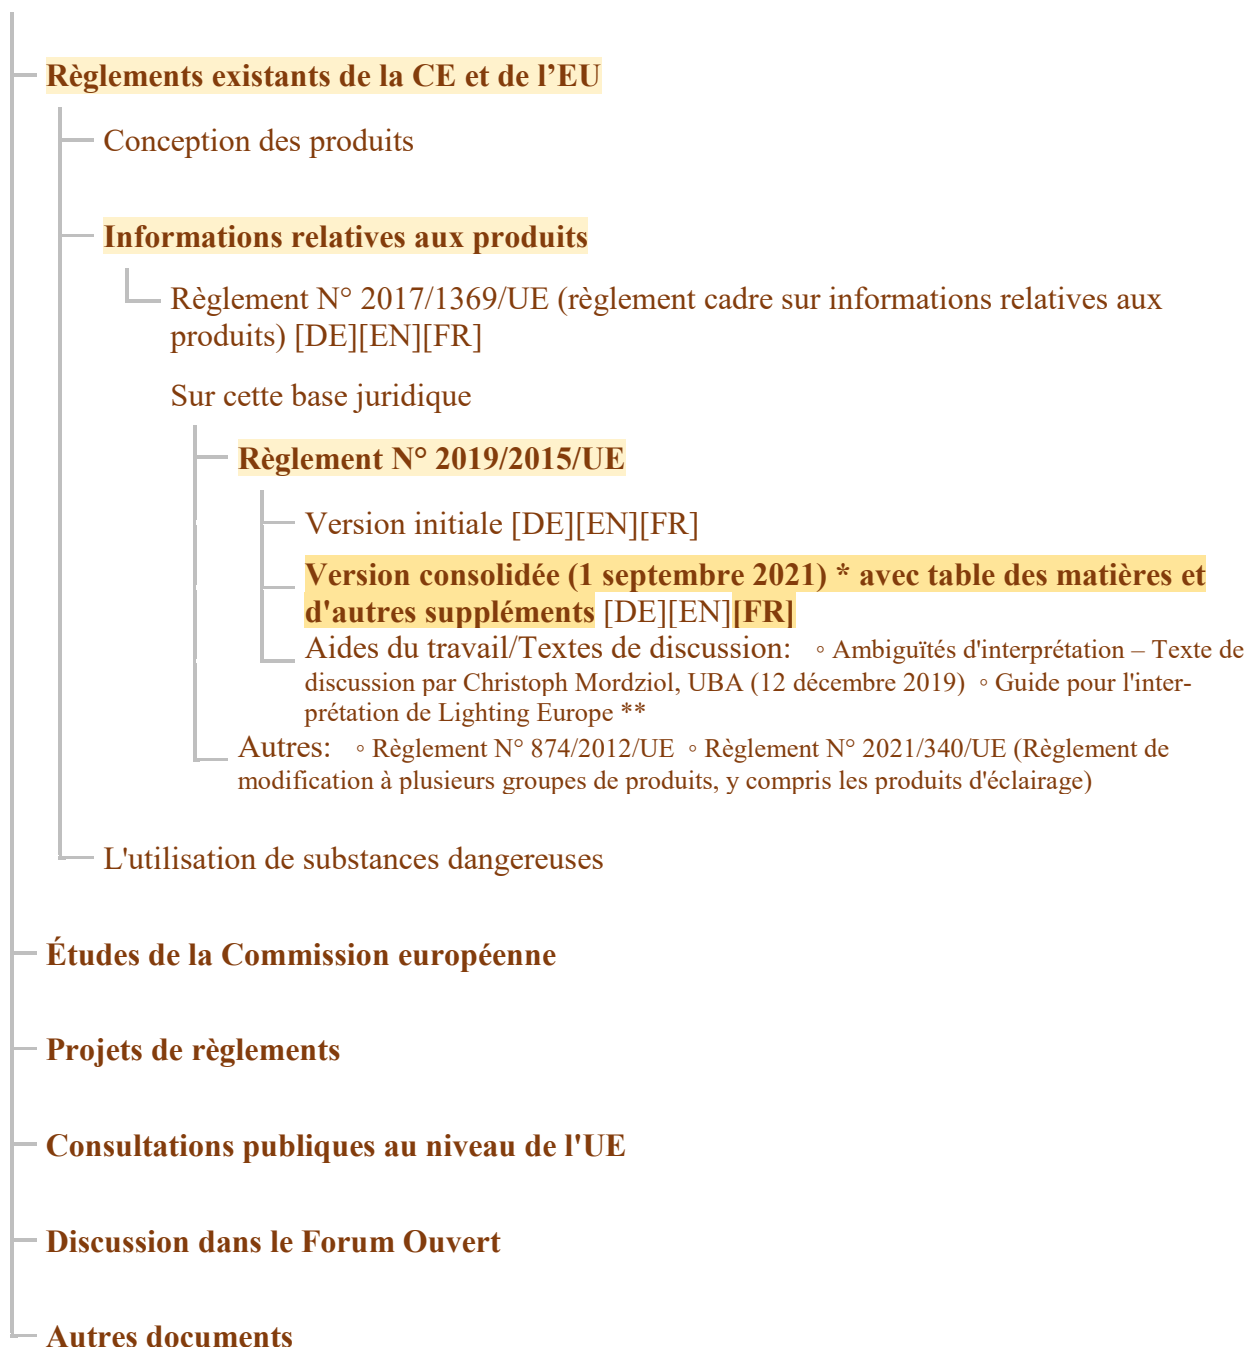 Règlements existants de la CE et de l’EU
Conception des produits
Informations relatives aux produits
Règlement N° 2017/1369/UE (règlement cadre sur informations relatives aux
produits) [DE][EN][FR]
Sur cette base juridique
Règlement N° 2019/2015/UE
Version initiale [DE][EN][FR]
Version consolidée (1 septembre 2021) * avec table des matières et
d'autres suppléments [DE][EN][FR]
Aides du travail/Textes de discussion: ◦ Ambiguïtés d'interprétation – Texte de
discussion par Christoph Mordziol, UBA (12 décembre 2019) ◦ Guide pour l'inter-
prétation de Lighting Europe **
Autres: ◦ Règlement N° 874/2012/UE ◦ Règlement N° 2021/340/UE (Règlement de
modification à plusieurs groupes de produits, y compris les produits d'éclairage)
L'utilisation de substances dangereuses
Études de la Commission européenne
Projets de règlements
Consultations publiques au niveau de l'UE
Discussion dans le Forum Ouvert
Autres documents